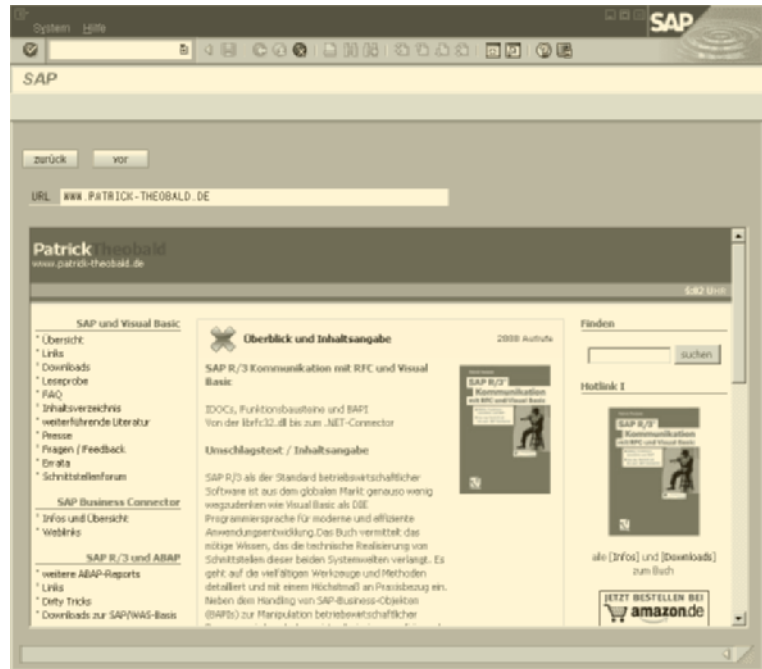 System Hilfe
SAP
SAP
zurück vor
URL WWW.PATRICK-THEOBALD.DE
PatrickTheobald
www.patrick-theobald.de
SAP und Visual Basic
Übersicht
Links
Downloads
Leseprobe
FAQ
Inhaltsverzeichnis
weiterführende Literatur
Presse
Fragen / Feedback
Errata
Schnittstellenforum
SAP Business Connector
Infos und Übersicht
Weblinks
SAP R/3 und ABAP
weitere ABAP-Reports
Links
Dirty Tricks
Downloads zur SAP/WAS-Basis
Überblick und Inhaltsangabe
Aufrufe
SAP R/3 Kommunikation mit RFC und Visual
Basic
IDOCs, Funktionsbausteine und BAPI
Von der librfc32.dll bis zum .NET-Connector
Umschlagstext / Inhaltsangabe
SAP R/3 als der Standard betriebswirtschaftlicher
Software ist aus dem globalen Markt genauso wenig
wegzudenken wie Visual Basic als DIE
Programmiersprache für moderne und effiziente
Anwendungsentwicklung.Das Buch vermittelt das
nötige Wissen, das die technische Realisierung von
Schnittstellen dieser beiden Systemwelten verlangt. Es
geht auf die vielfältigen Werkzeuge und Methoden
detailliert und mit einem Höchstmaß an Praxisbezug ein.
Neben dem Handling von SAP-Business-Objekten
(BAPIs) zur Manipulation betriebswirtschaftlicher
SAP R/3
Kommunikation
mit RFC und Visual Basic
Finden
suchen
Hotlink I
SAP R/3
Kommunikation
mit RFC und Visual Basic
alle [Infos] und [Downloads]
zum Buch
JETZT BESTELLEN BEI
amazon.de